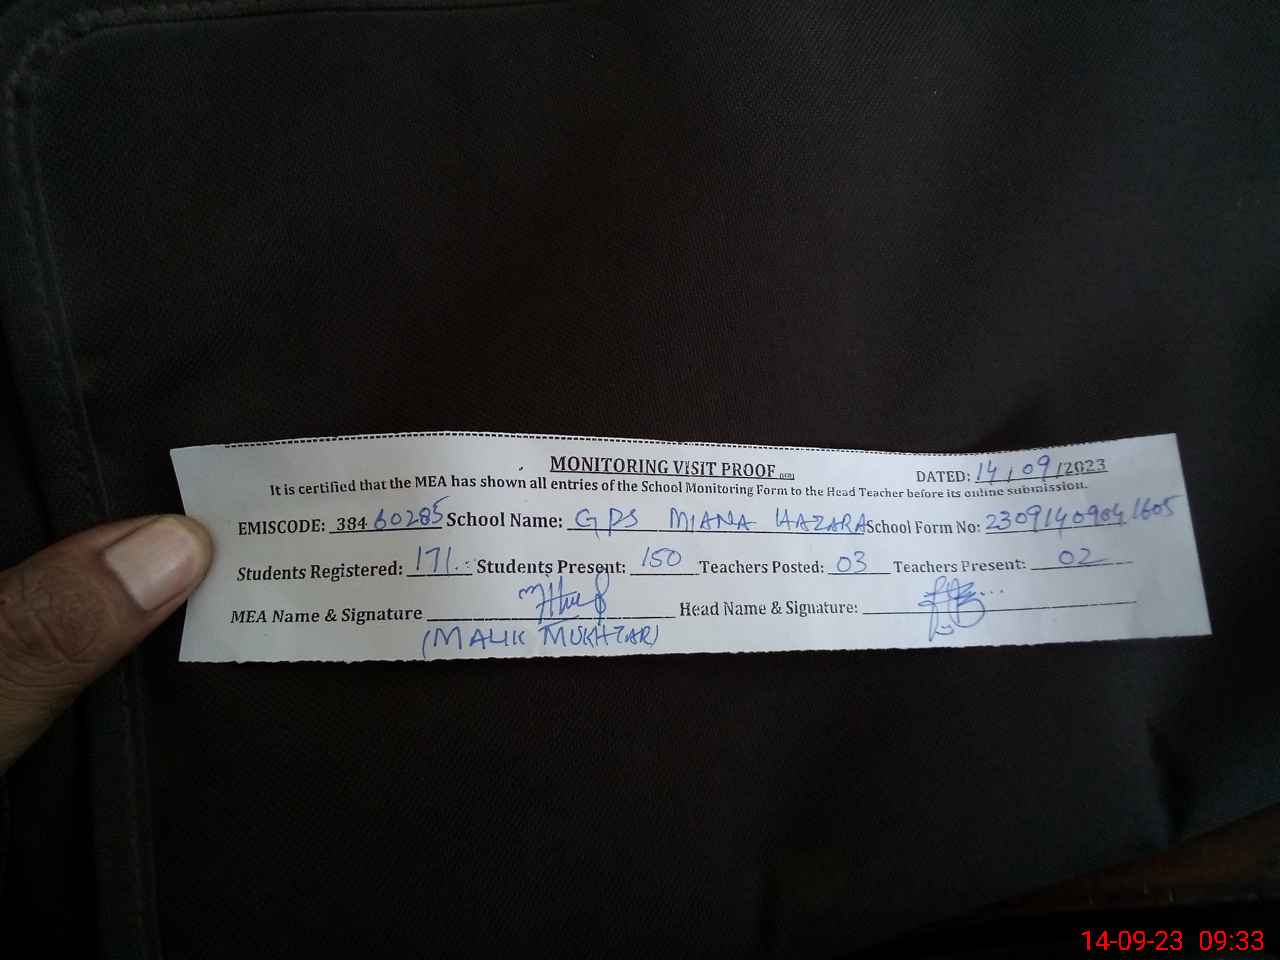 MONITORING VISIT PROOF
DATED: 14/09/2023
It is certified that the MEA has shown all entries of the School Monitoring Form to the Head Teacher before its online submission.
EMISCODE: 384 60285 School Name: GPS MIANA HAZARA School Form No: 23091409041605
Students Registered: 171 Students Present: 150 Teachers Posted: 03 Teachers Present: 02
MEA Name & Signature Head Name & Signature:
(MALIK MUKHTAR)
14-09-23 09:33